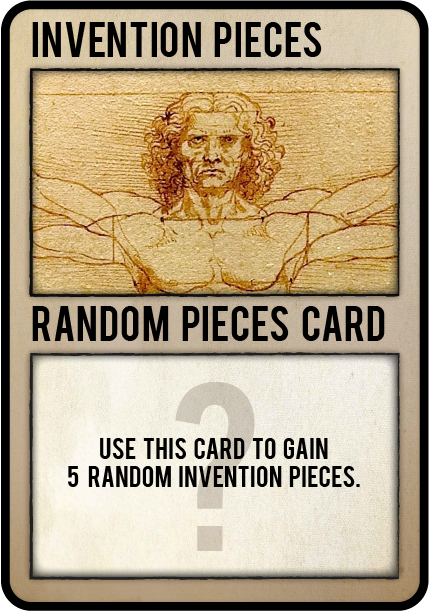 INVENTION PIECES
RANDOM PIECES CARD
?
USE THIS CARD TO GAIN
5 RANDOM INVENTION PIECES.